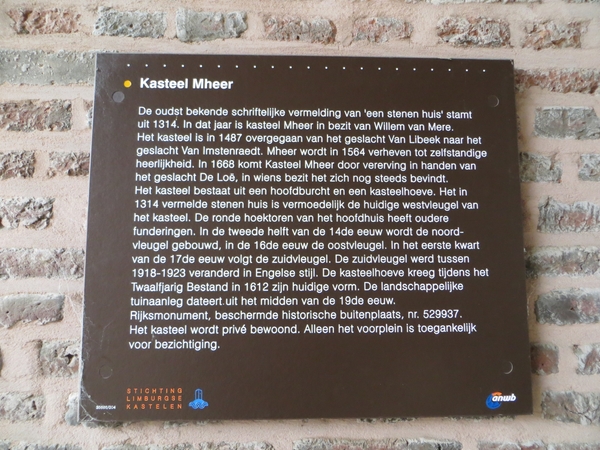 Kasteel Mheer
De oudst bekende schriftelijke vermelding van 'een stenen huis' stamt
uit 1314. In dat jaar is kasteel Mheer in bezit van Willem van Mere.
Het kasteel is in 1487 overgegaan van het geslacht Van Libeek naar het
geslacht Van Imstenraedt. Mheer wordt in 1564 verheven tot zelfstandige
heerlijkheid. In 1668 komt Kasteel Mheer door vererving in handen van
het geslacht De Loë, in wiens bezit het zich nog steeds bevindt.
Het kasteel bestaat uit een hoofdburcht en een kasteelhoeve. Het in
1314 vermelde stenen huis is vermoedelijk de huidige westvleugel van
het kasteel. De ronde hoektoren van het hoofdhuis heeft oudere
funderingen. In de tweede helft van de 14de eeuw wordt de noord-
vleugel gebouwd, in de 16de eeuw de oostvleugel. In het eerste kwart
van de 17de eeuw volgt de zuidvleugel. De zuidvleugel werd tussen
1918-1923 veranderd in Engelse stijl. De kasteelhoeve kreeg tijdens het
Twaalfjarig Bestand in 1612 zijn huidige vorm. De landschappelijke
tuinaanleg dateert uit het midden van de 19de eeuw.
Rijksmonument, beschermde historische buitenplaats, nr. 529937.
Het kasteel wordt privé bewoond. Alleen het voorplein is toegankelijk
voor bezichtiging.
STICHTING
LIMBURGSE
KASTELEN
anwb